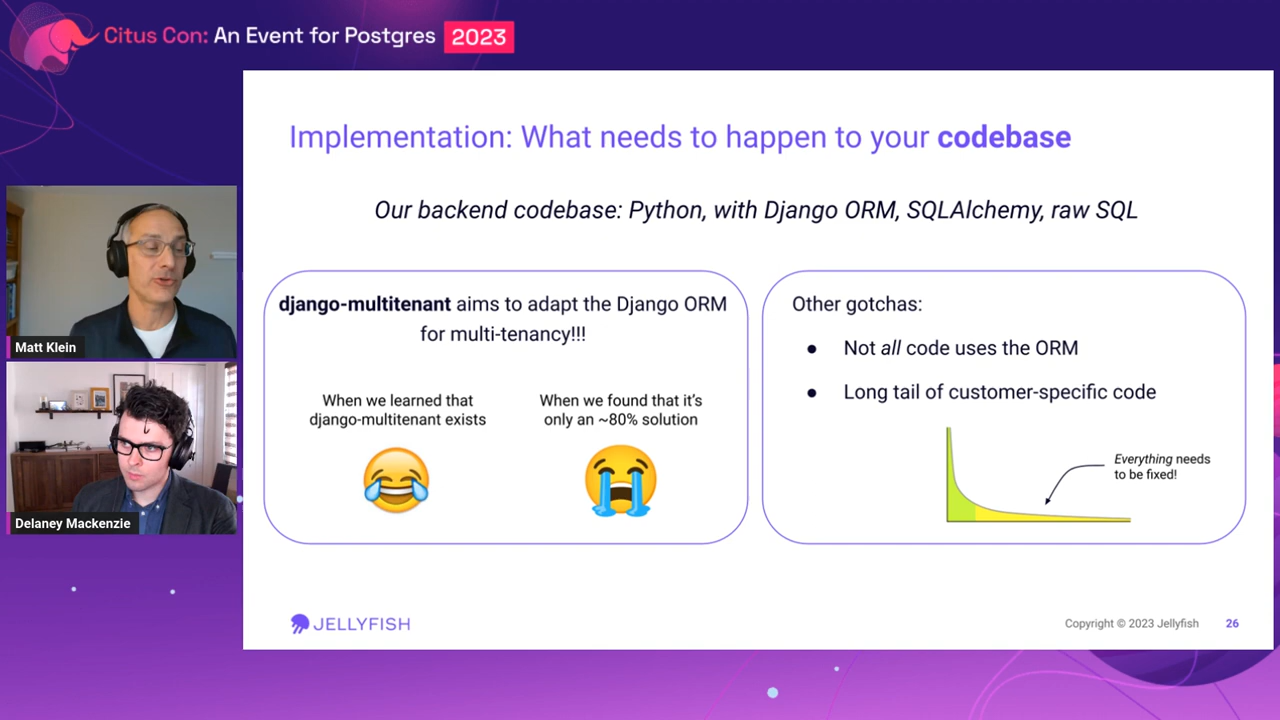 Citus Con: An Event for Postgres 2023
Implementation: What needs to happen to your codebase
Our backend codebase: Python, with Django ORM, SQLAlchemy, raw SQL
django-multitenant aims to adapt the Django ORM
for multi-tenancy!!!
When we learned that
django-multitenant exists
When we found that it's
only an ~80% solution
Other gotchas:
● Not all code uses the ORM
● Long tail of customer-specific code
Everything needs
to be fixed!
Matt Klein
Delaney Mackenzie
JELLYFISH
Copyright © 2023 Jellyfish 26